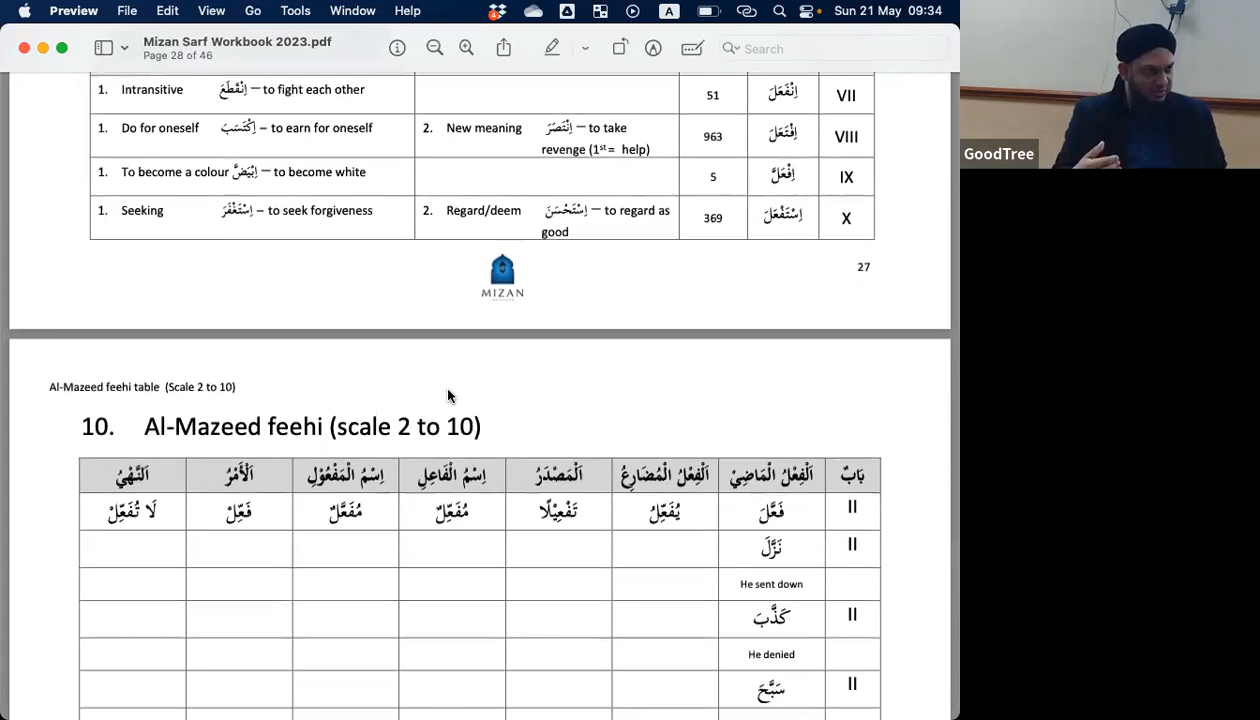 Preview File Edit View Go Tools Window Help 4 A Sun 21 May 09:34
Mizan Sarf Workbook 2023.pdf
Page 28 of 46
Search
GoodTree
1. Intransitive اِنْقَطَعَ – to fight each other 51 اِنْفَعَلَ VII
1. Do for oneself اِكْتَسَبَ – to earn for oneself 2. New meaning اِنْتَصَرَ – to take 963 اِفْتَعَلَ VIII
revenge (1st = help)
1. To become a colour اِبْيَضَّ – to become white 5 اِفْعَلَّ IX
1. Seeking اِسْتَغْفَرَ – to seek forgiveness 2. Regard/deem اِسْتَحْسَنَ – to regard as 369 اِسْتَفْعَلَ X
good
MIZAN
27
Al-Mazeed feehi table (Scale 2 to 10)
10. Al-Mazeed feehi (scale 2 to 10)
بَابٌ اَلْفِعْلُ الْمَاضِيْ اَلْفِعْلُ الْمُضَارِعُ اَلْمَصْدَرُ اِسْمُ الْفَاعِلِ اِسْمُ الْمَفْعُوْلِ اَلْأَمْرُ اَلنَّهْيُ
II فَعَّلَ يُفَعِّلُ تَفْعِيْلًا مُفَعِّلٌ مُفَعَّلٌ فَعِّلْ لَا تُفَعِّلْ
II نَزَّلَ
He sent down
II كَذَّبَ
He denied
II سَبَّحَ